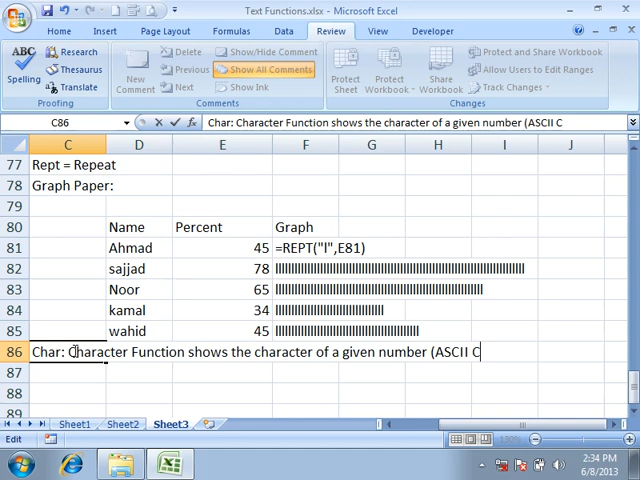 Text Functions.xlsx - Microsoft Excel
Home Insert Page Layout Formulas Data Review View
ABC Spelling
Research
Thesaurus
Translate
Proofing
New Comment
Delete
Previous
Next
Show/Hide Comment
Show All Comments
Show Ink
Comments
Protect Sheet
Protect Workbook
Share Workbook
Protect and Share Workbook
Allow Users to Edit Ranges
Track Changes
Changes
C86 fx Char: Character Function shows the character of a given number (ASCII C
C D E F G H I J
77 Rept = Repeat
78 Graph Paper:
79
80 Name Percent Graph
81 Ahmad 45 =REPT("l",E81)
82 sajjad 78
83 Noor 65
84 kamal 34
85 wahid 45
86 Char: Character Function shows the character of a given number (ASCII C
87
88
89
Sheet1 Sheet2 Sheet3
Edit 130%
2:34 PM
6/8/2013